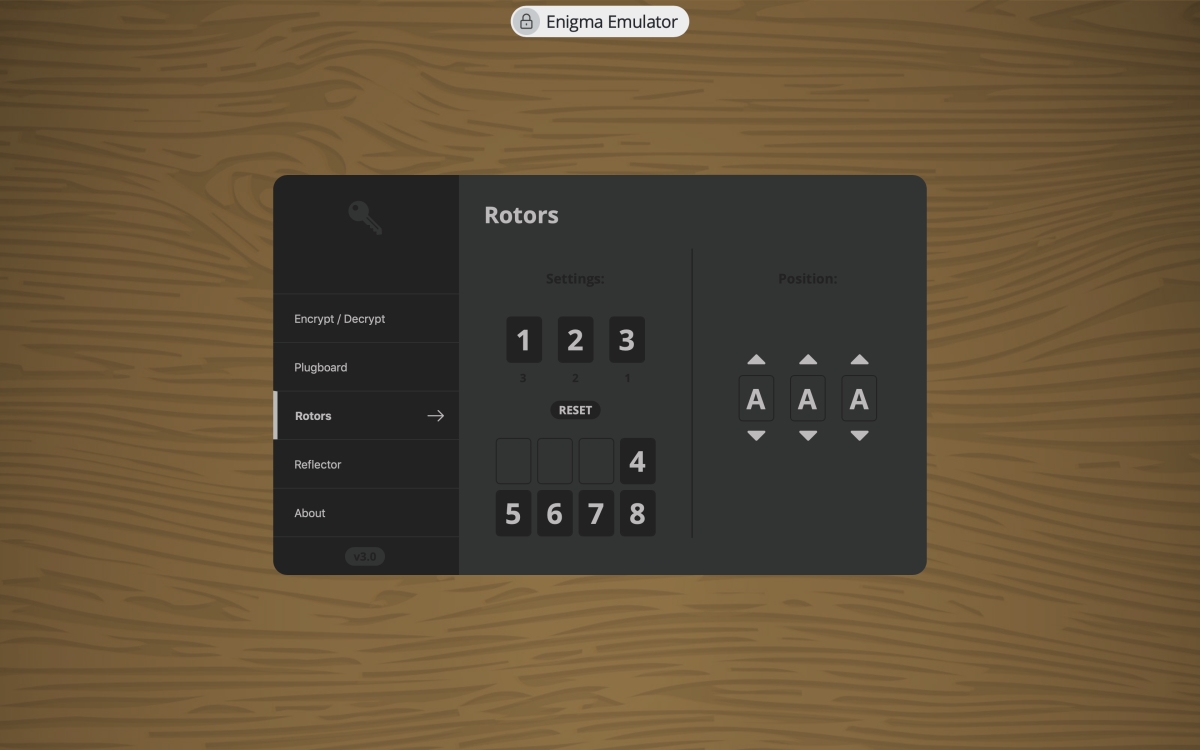 Enigma Emulator
Encrypt / Decrypt
Plugboard
Rotors
Reflector
About
v3.0
Rotors
Settings:
1 2 3
3 2 1
RESET
4
5 6 7 8
Position:
A A A